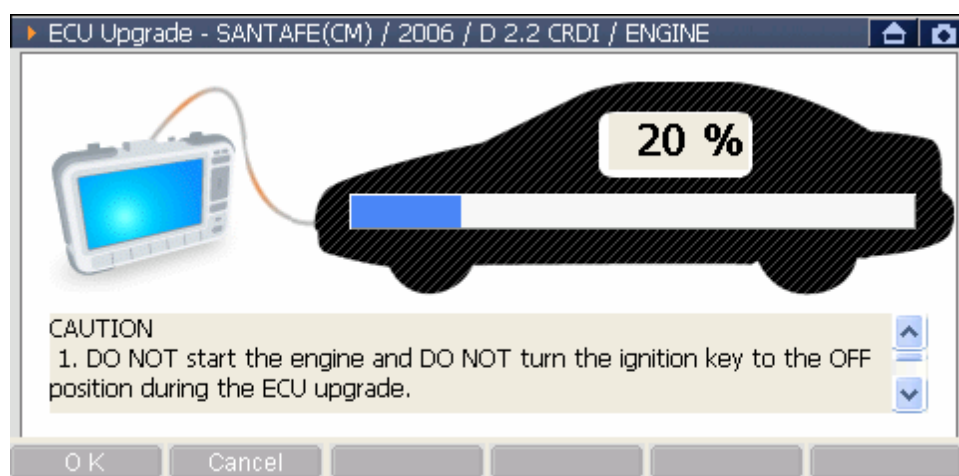 ECU Upgrade - SANTAFE(CM) / 2006 / D 2.2 CRDI / ENGINE
20 %
CAUTION
1. DO NOT start the engine and DO NOT turn the ignition key to the OFF
position during the ECU upgrade.
OK Cancel